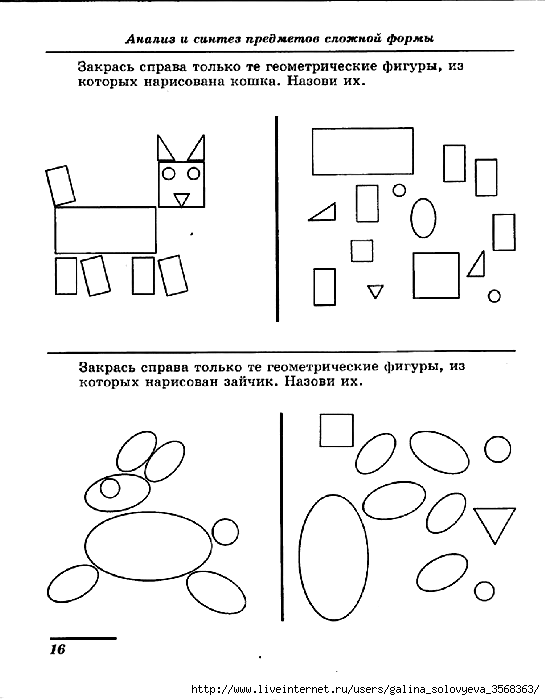 Анализ и синтез предметов сложной формы
Закрась справа только те геометрические фигуры, из
которых нарисована кошка. Назови их.
Закрась справа только те геометрические фигуры, из
которых нарисован зайчик. Назови их.
16
http://www.liveinternet.ru/users/galina_solovyeva_3568363/